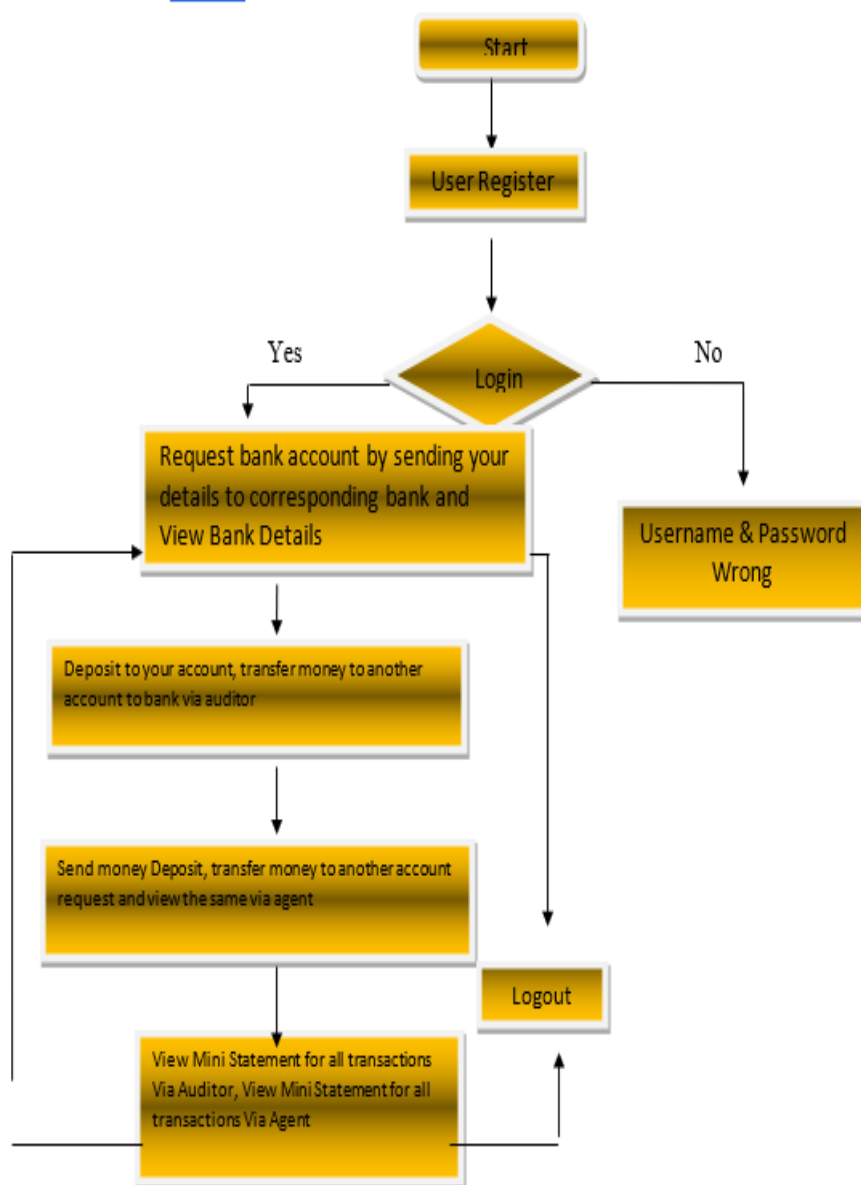 Start
User Register
Yes
No
Login
Request bank account by sending your
details to corresponding bank and
View Bank Details
Username & Password
Wrong
Deposit to your account, transfer money to another
account to bank via auditor
Send money Deposit, transfer money to another account
request and view the same via agent
Logout
View Mini Statement for all transactions
Via Auditor, View Mini Statement for all
transactions Via Agent